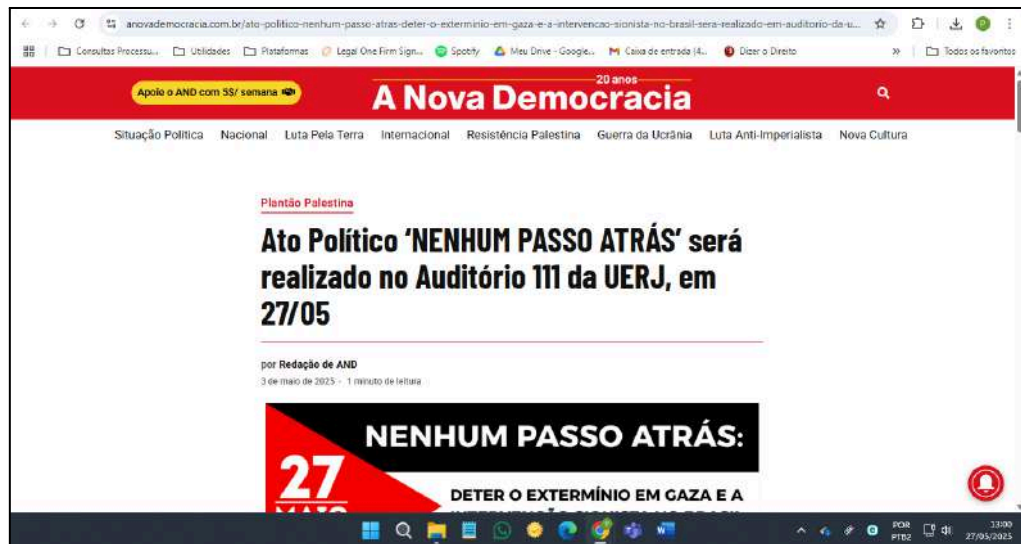 anovademocracia.com.br/ato-politico-nenhum-passo-atras-deter-o-exterminio-em-gaza-e-a-intervencao-sionista-no-brasil-sera-realizado-em-auditorio-da-u...
Consultas Processu... Utilidades Plataformas Legal One Firm Sign... Spotify Meu Drive - Google... Caixa de entrada (4... Dizer o Direito » Todos os favoritos
Apoie o AND com 5$/ semana
20 anos
A Nova Democracia
Situação Política Nacional Luta Pela Terra Internacional Resistência Palestina Guerra da Ucrânia Luta Anti-Imperialista Nova Cultura
Plantão Palestina
Ato Político ‘NENHUM PASSO ATRÁS’ será
realizado no Auditório 111 da UERJ, em
27/05
por Redação de AND
3 de maio de 2025 - 1 minuto de leitura
NENHUM PASSO ATRÁS:
27
MAIO
DETER O EXTERMÍNIO EM GAZA E A
POR
PTB2
13:00
27/05/2025